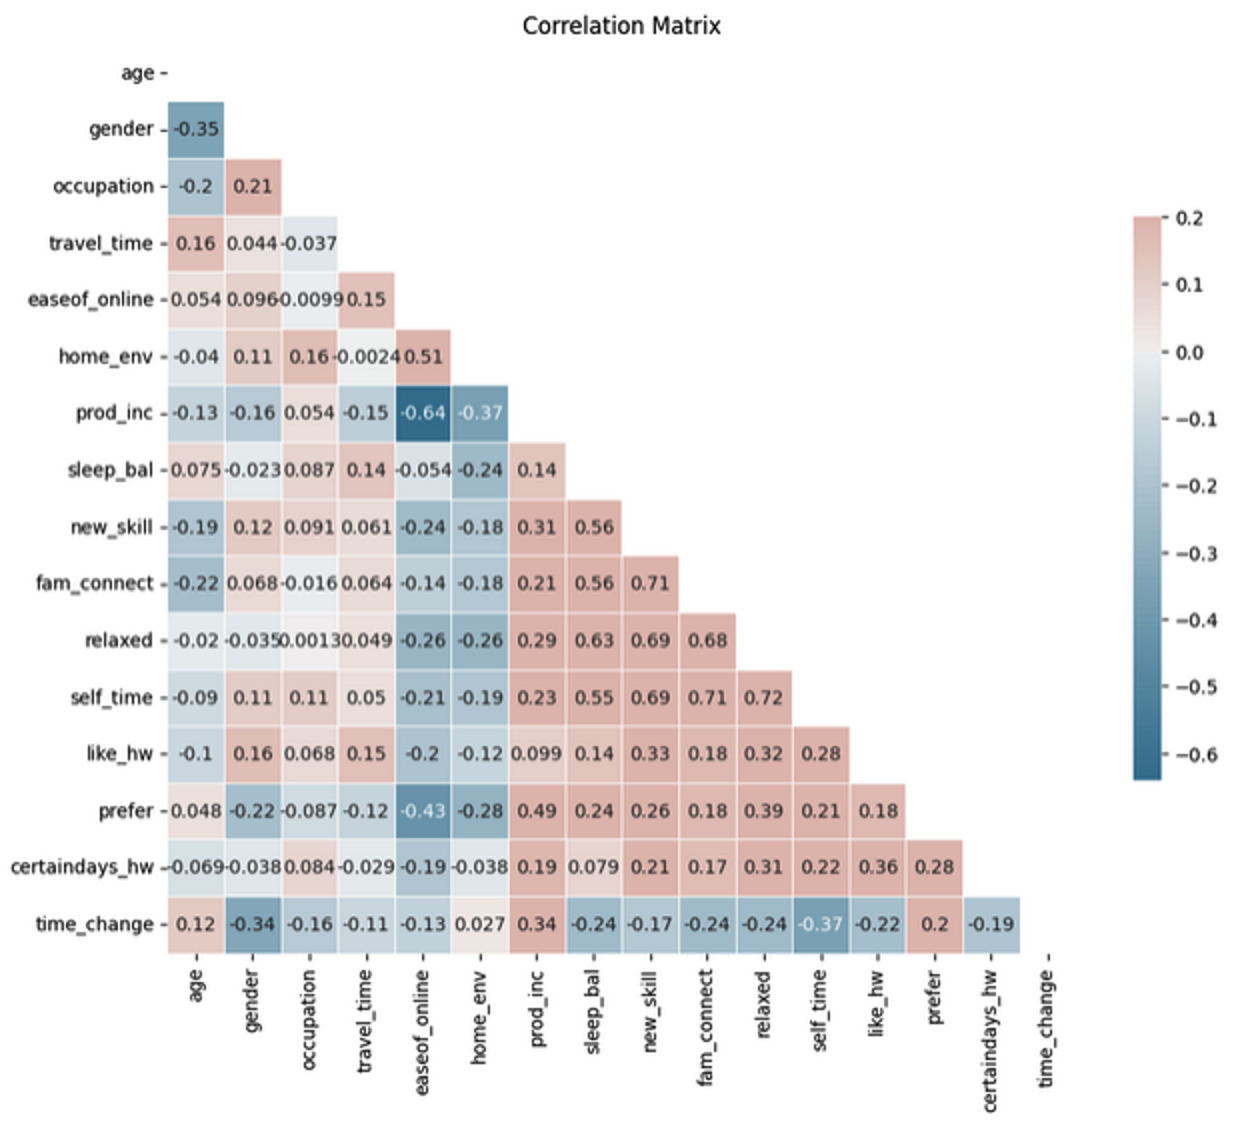 Correlation Matrix
age
gender -0.35
occupation -0.2 0.21
travel_time 0.16 0.044 -0.037
easeof_online 0.054 0.096 -0.0099 0.15
home_env -0.04 0.11 0.16 -0.0024 0.51
prod_inc -0.13 -0.16 0.054 -0.15 -0.64 -0.37
sleep_bal 0.075 -0.023 0.087 0.14 -0.054 -0.24 0.14
new_skill -0.19 0.12 0.091 0.061 -0.24 -0.18 0.31 0.56
fam_connect -0.22 0.068 -0.016 0.064 -0.14 -0.18 0.21 0.56 0.71
relaxed -0.02 -0.035 0.0013 0.049 -0.26 -0.26 0.29 0.63 0.69 0.68
self_time -0.09 0.11 0.11 0.05 -0.21 -0.19 0.23 0.55 0.69 0.71 0.72
like_hw -0.1 0.16 0.068 0.15 -0.2 -0.12 0.099 0.14 0.33 0.18 0.32 0.28
prefer 0.048 -0.22 -0.087 -0.12 -0.43 -0.28 0.49 0.24 0.26 0.18 0.39 0.21 0.18
certaindays_hw -0.069 -0.038 0.084 -0.029 -0.19 -0.038 0.19 0.079 0.21 0.17 0.31 0.22 0.36 0.28
time_change 0.12 -0.34 -0.16 -0.11 -0.13 0.027 0.34 -0.24 -0.17 -0.24 -0.24 -0.37 -0.22 0.2 -0.19
age
gender
occupation
travel_time
easeof_online
home_env
prod_inc
sleep_bal
new_skill
fam_connect
relaxed
self_time
like_hw
prefer
certaindays_hw
time_change
0.2
0.1
0.0
−0.1
−0.2
−0.3
−0.4
−0.5
−0.6